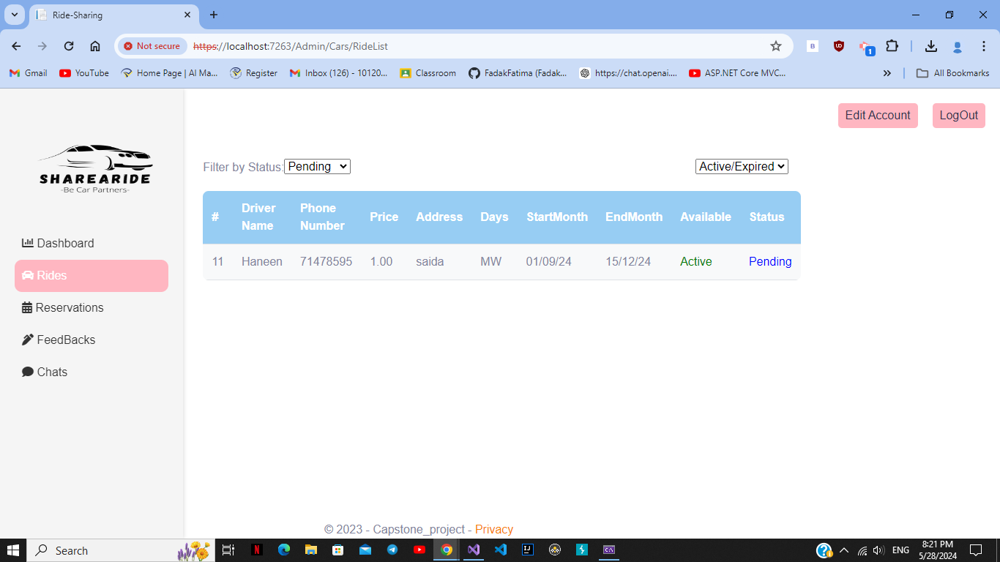 Ride-Sharing
Not secure https://localhost:7263/Admin/Cars/RideList
B UD 1
Gmail YouTube Home Page | AI Ma... Register Inbox (126) - 10120... Classroom FadakFatima (Fadak... https://chat.openai.... ASP.NET Core MVC... All Bookmarks
Edit Account LogOut
SHAREARIDE
-Be Car Partners-
Dashboard
Rides
Reservations
FeedBacks
Chats
Filter by Status: Pending Active/Expired
# Driver Name Phone Number Price Address Days StartMonth EndMonth Available Status
11 Haneen 71478595 1.00 saida MW 01/09/24 15/12/24 Active Pending
© 2023 - Capstone_project - Privacy
Search ENG 8:21 PM
5/28/2024